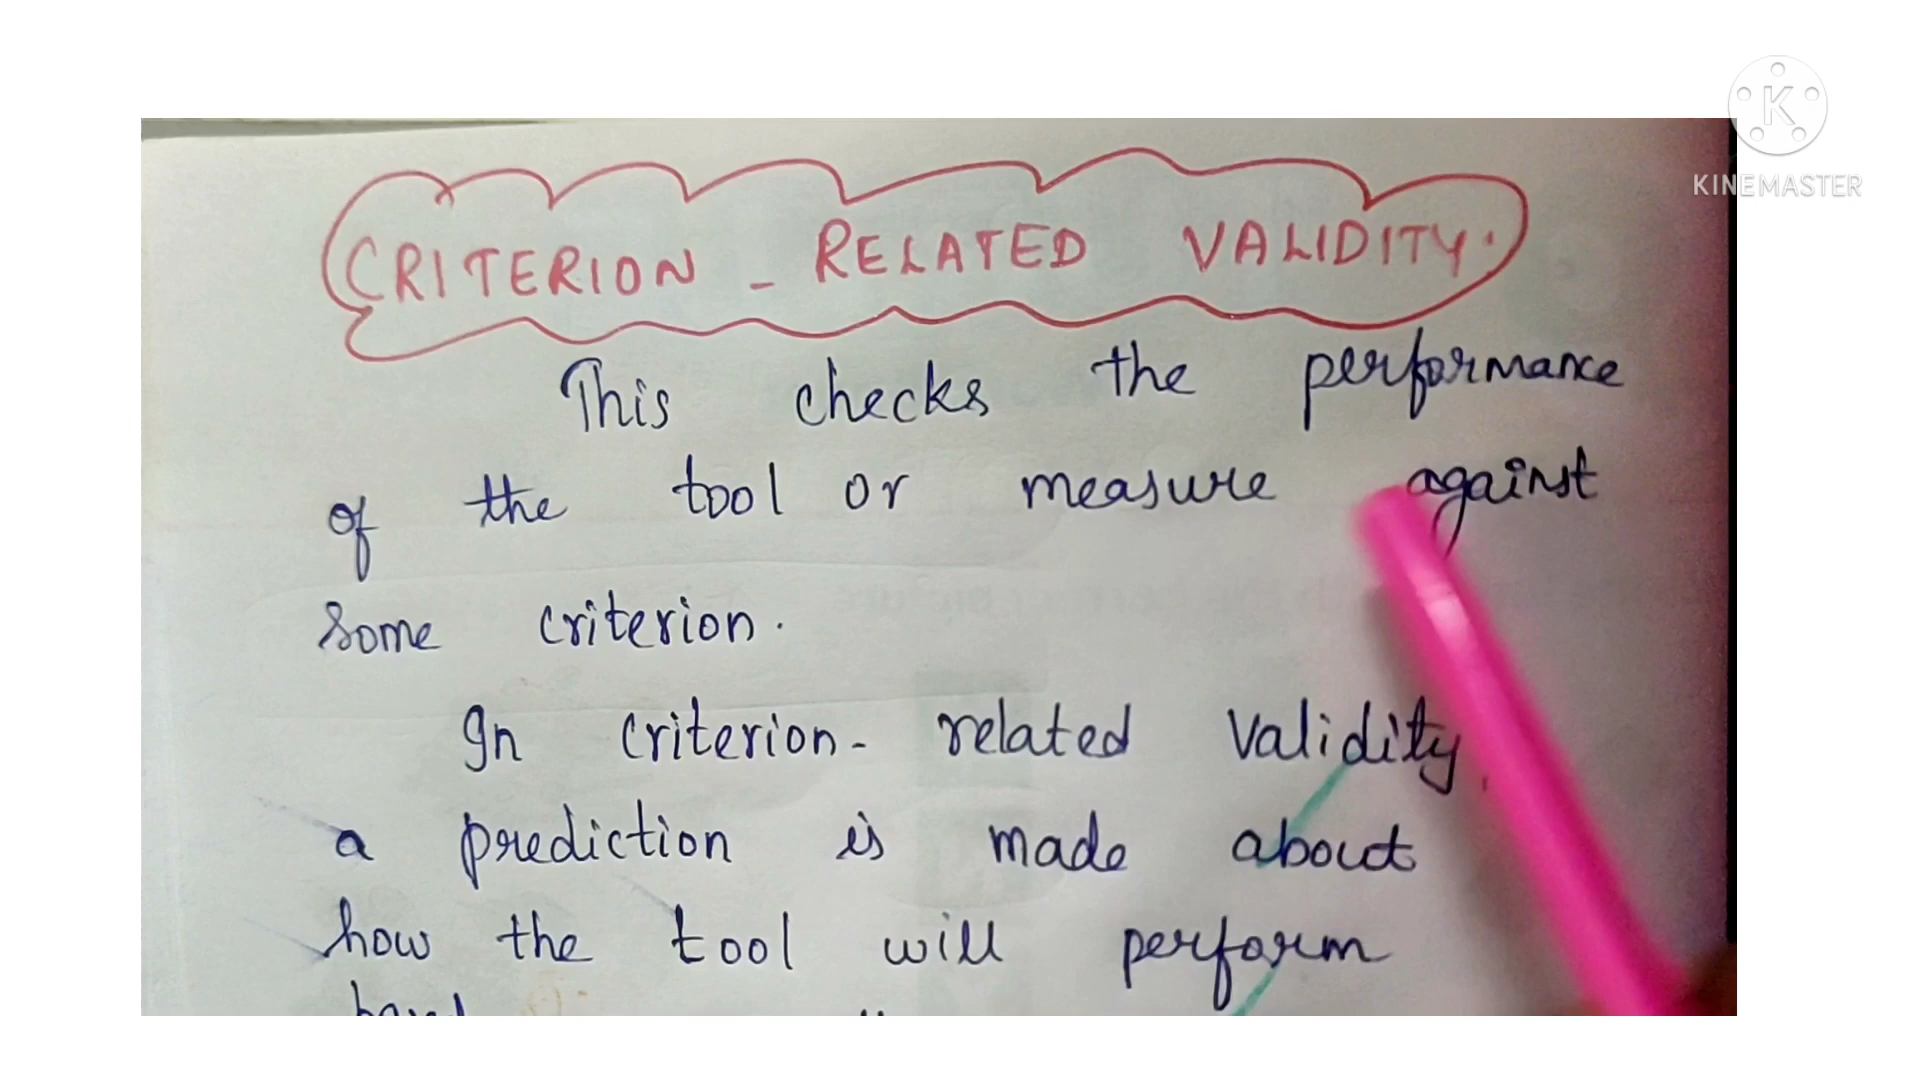 K
KINEMASTER
CRITERION - RELATED VALIDITY.
This checks the performance
of the tool or measure against
some criterion.
In criterion-related validity,
a prediction is made about
how the tool will perform